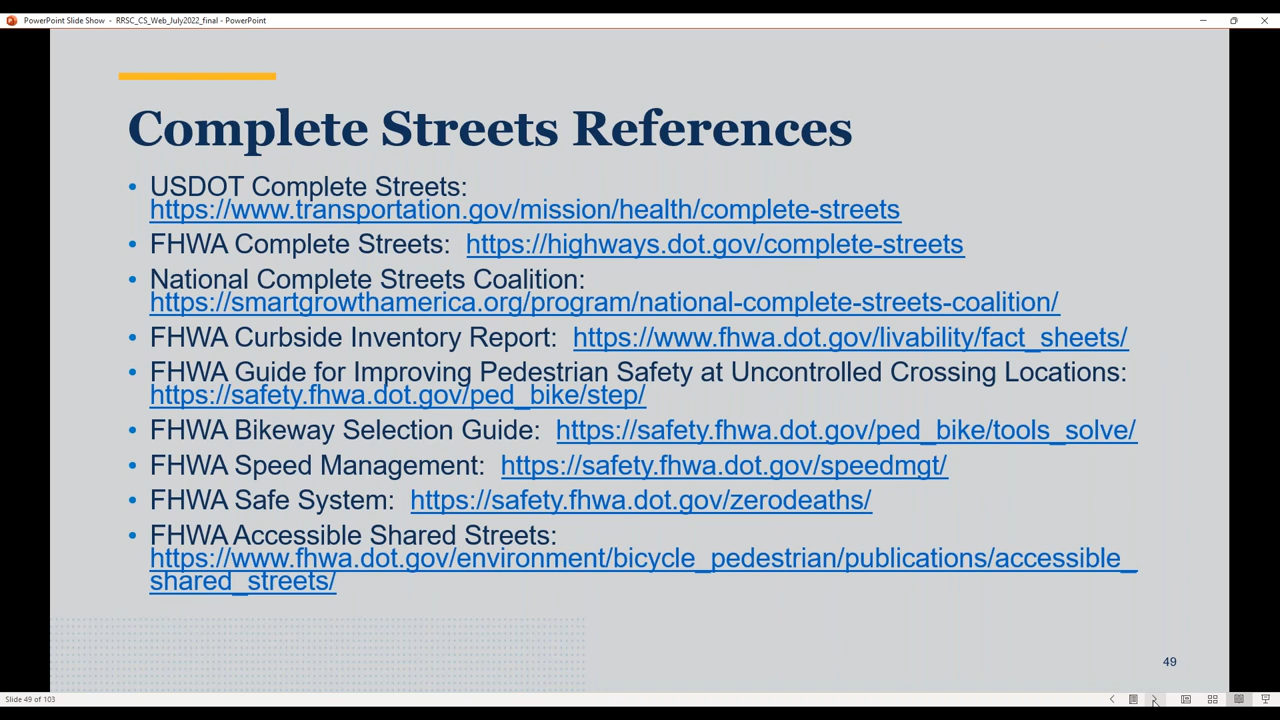 PowerPoint Slide Show - RRSC_CS_Web_July2022_final - PowerPoint
Complete Streets References
• USDOT Complete Streets:
https://www.transportation.gov/mission/health/complete-streets
• FHWA Complete Streets: https://highways.dot.gov/complete-streets
• National Complete Streets Coalition:
https://smartgrowthamerica.org/program/national-complete-streets-coalition/
• FHWA Curbside Inventory Report: https://www.fhwa.dot.gov/livability/fact_sheets/
• FHWA Guide for Improving Pedestrian Safety at Uncontrolled Crossing Locations:
https://safety.fhwa.dot.gov/ped_bike/step/
• FHWA Bikeway Selection Guide: https://safety.fhwa.dot.gov/ped_bike/tools_solve/
• FHWA Speed Management: https://safety.fhwa.dot.gov/speedmgt/
• FHWA Safe System: https://safety.fhwa.dot.gov/zerodeaths/
• FHWA Accessible Shared Streets:
https://www.fhwa.dot.gov/environment/bicycle_pedestrian/publications/accessible_
shared_streets/
49
Slide 49 of 103